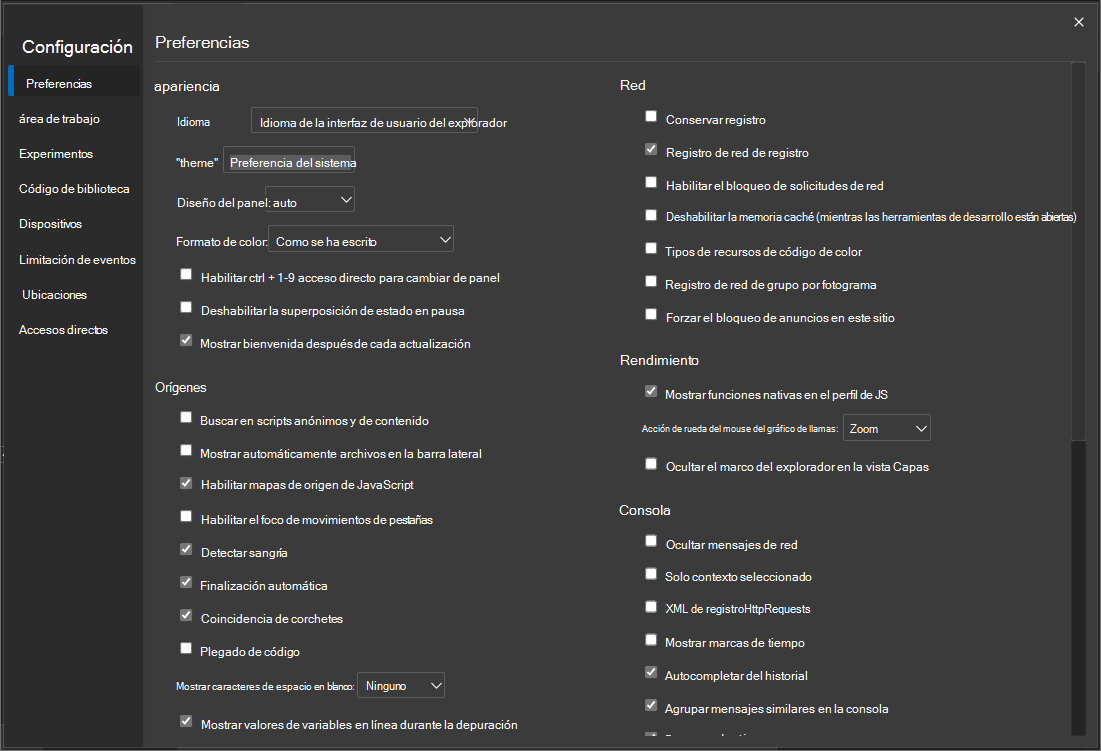 Configuración
Preferencias
área de trabajo
Experimentos
Código de biblioteca
Dispositivos
Limitación de eventos
Ubicaciones
Accesos directos
Preferencias
apariencia
Idioma
Idioma de la interfaz de usuario del explorador
"theme"
Preferencia del sistema
Diseño del panel: auto
Formato de color: Como se ha escrito
Habilitar ctrl + 1-9 acceso directo para cambiar de panel
Deshabilitar la superposición de estado en pausa
Mostrar bienvenida después de cada actualización
Orígenes
Buscar en scripts anónimos y de contenido
Mostrar automáticamente archivos en la barra lateral
Habilitar mapas de origen de JavaScript
Habilitar el foco de movimientos de pestañas
Detectar sangría
Finalización automática
Coincidencia de corchetes
Plegado de código
Mostrar caracteres de espacio en blanco: Ninguno
Mostrar valores de variables en línea durante la depuración
Red
Conservar registro
Registro de red de registro
Habilitar el bloqueo de solicitudes de red
Deshabilitar la memoria caché (mientras las herramientas de desarrollo están abiertas)
Tipos de recursos de código de color
Registro de red de grupo por fotograma
Forzar el bloqueo de anuncios en este sitio
Rendimiento
Mostrar funciones nativas en el perfil de JS
Acción de rueda del mouse del gráfico de llamas: Zoom
Ocultar el marco del explorador en la vista Capas
Consola
Ocultar mensajes de red
Solo contexto seleccionado
XML de registroHttpRequests
Mostrar marcas de tiempo
Autocompletar del historial
Agrupar mensajes similares en la consola